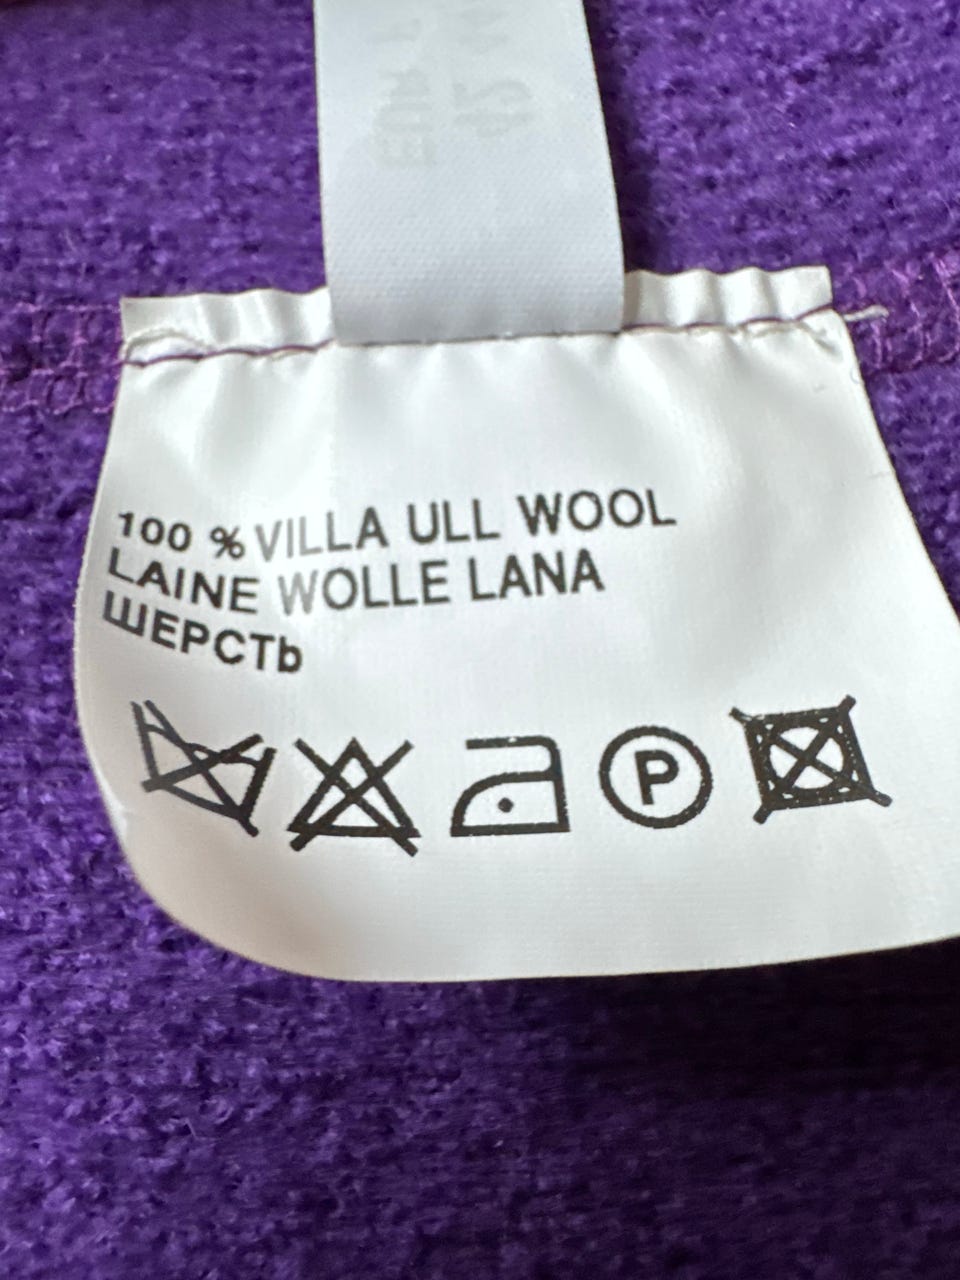 100 % VILLA ULL WOOL
LAINE WOLLE LANA
ШЕРСТЬ
P